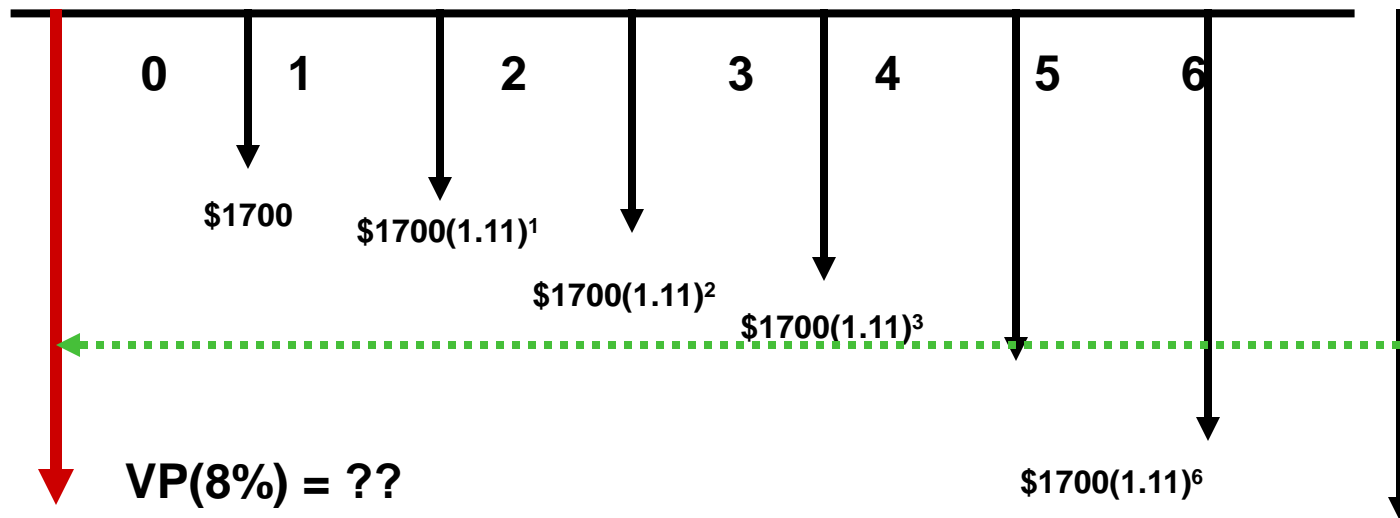 0 1 2 3 4 5 6
$1700
$1700(1.11)¹
$1700(1.11)²
$1700(1.11)³
VP(8%) = ??
$1700(1.11)⁶